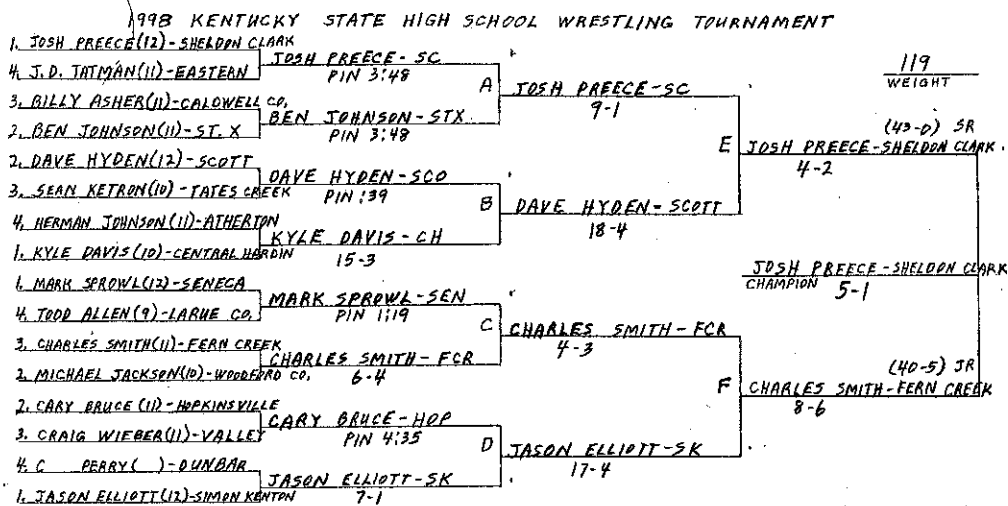 1998 KENTUCKY STATE HIGH SCHOOL WRESTLING TOURNAMENT
119
WEIGHT
1. JOSH PREECE(12)-SHELDON CLARK
4. J.D. TATMAN(11)-EASTERN
3. BILLY ASHER(11)-CALDWELL CO.
2. BEN JOHNSON(11)-ST. X
2. DAVE HYDEN(12)-SCOTT
3. SEAN KETRON(10)-TATES CREEK
4. HERMAN JOHNSON(11)-ATHERTON
1. KYLE DAVIS(10)-CENTRAL HARDIN
1. MARK SPROWL(12)-SENECA
4. TODD ALLEN(9)-LARUE CO.
3. CHARLES SMITH(11)-FERN CREEK
2. MICHAEL JACKSON(10)-WOODFORD CO.
2. CARY BRUCE(11)-HOPKINSVILLE
3. CRAIG WIEBER(11)-VALLEY
4. C PERRY( )-DUNBAR
1. JASON ELLIOTT(12)-SIMON KENTON
JOSH PREECE-SC
PIN 3:48
BEN JOHNSON-STX
PIN 3:48
DAVE HYDEN-SCO
PIN :39
KYLE DAVIS-CH
15-3
MARK SPROWL-SEN
PIN 1:19
CHARLES SMITH-FCR
6-4
CARY BRUCE-HOP
PIN 4:35
JASON ELLIOTT-SK
7-1
A
JOSH PREECE-SC
9-1
B
DAVE HYDEN-SCOTT
18-4
C
CHARLES SMITH-FCR
4-3
D
JASON ELLIOTT-SK
17-4
E
(43-0) SR
JOSH PREECE-SHELDON CLARK.
4-2
F
(40-5) JR
CHARLES SMITH-FERN CREEK
8-6
JOSH PREECE-SHELDON CLARK
CHAMPION 5-1